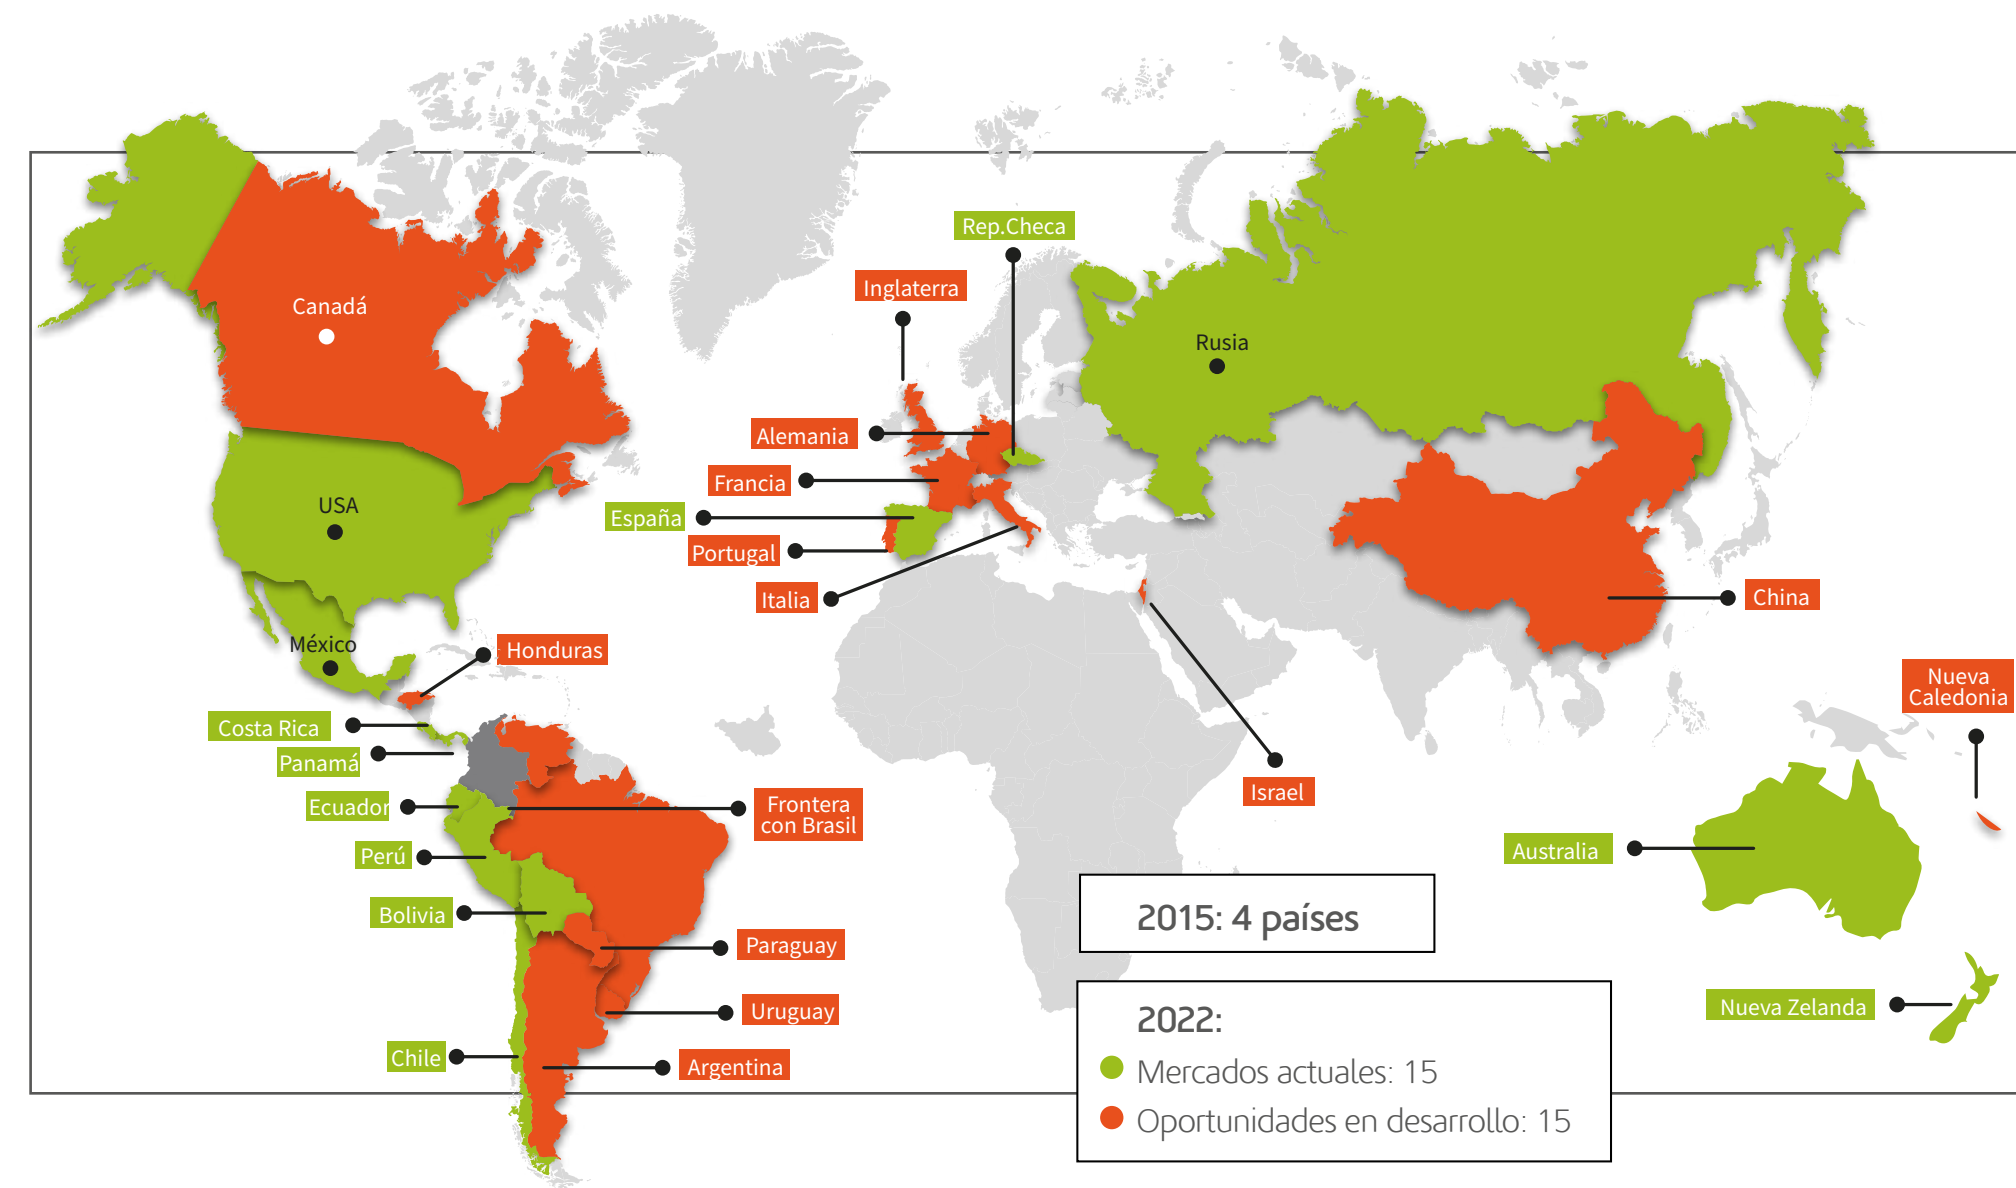 Rep.Checa
Inglaterra
Canadá
Rusia
Alemania
Francia
USA
España
Portugal
Italia
China
México
Honduras
Nueva
Caledonia
Costa Rica
Panamá
Israel
Ecuador
Frontera
con Brasil
Perú
Australia
Bolivia
2015: 4 países
Paraguay
Uruguay
Nueva Zelanda
Chile
Argentina
2022:
Mercados actuales: 15
Oportunidades en desarrollo: 15